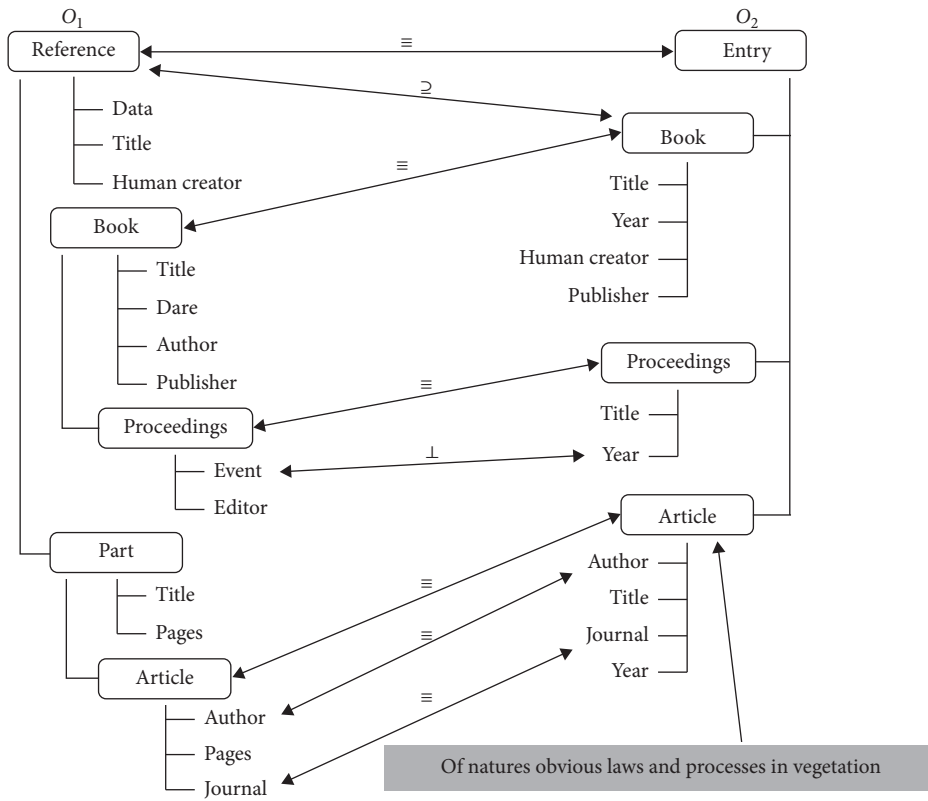 O1
Reference
Data
Title
Human creator
Book
Title
Dare
Author
Publisher
Proceedings
Event
Editor
Part
Title
Pages
Article
Author
Pages
Journal
≡
⊇
≡
≡
⊥
≡
≡
≡
O2
Entry
Book
Title
Year
Human creator
Publisher
Proceedings
Title
Year
Article
Author
Title
Journal
Year
Of natures obvious laws and processes in vegetation